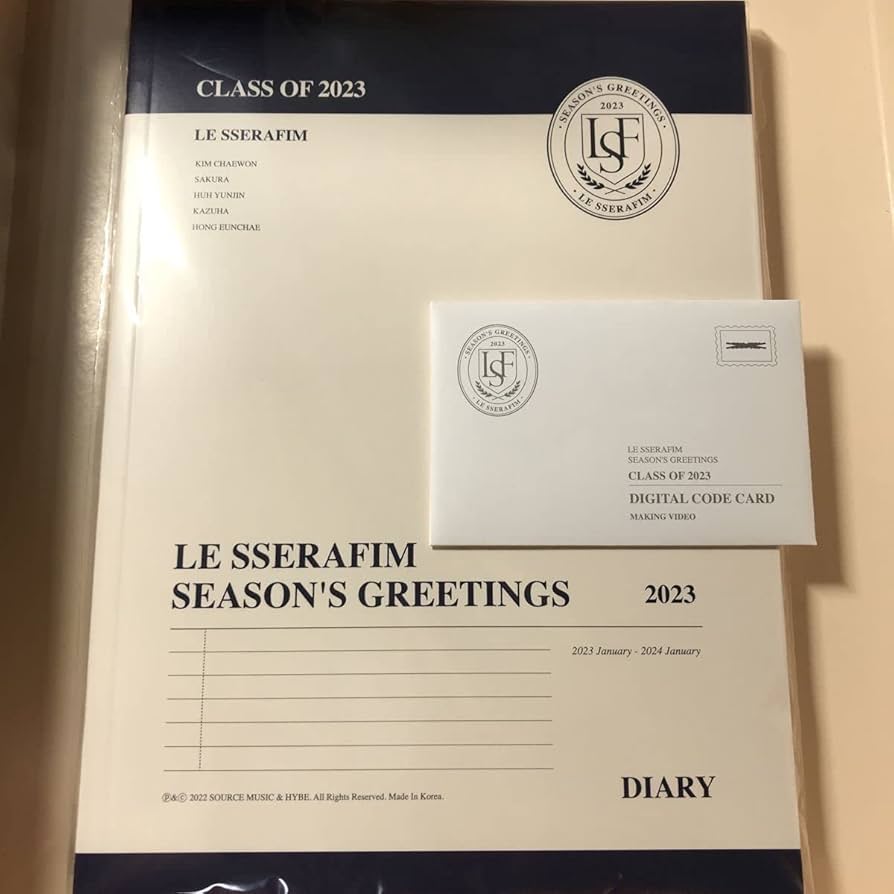 CLASS OF 2023
SEASON'S GREETINGS
2023
LSF
LE SSERAFIM
LE SSERAFIM
KIM CHAEWON
SAKURA
HUH YUNJIN
KAZUHA
HONG EUNCHAE
SEASON'S GREETINGS
2023
LSF
LE SSERAFIM
LE SSERAFIM
SEASON'S GREETINGS
CLASS OF 2023
DIGITAL CODE CARD
MAKING VIDEO
LE SSERAFIM
SEASON'S GREETINGS 2023
2023 January - 2024 January
℗&© 2022 SOURCE MUSIC & HYBE. All Rights Reserved. Made In Korea.
DIARY